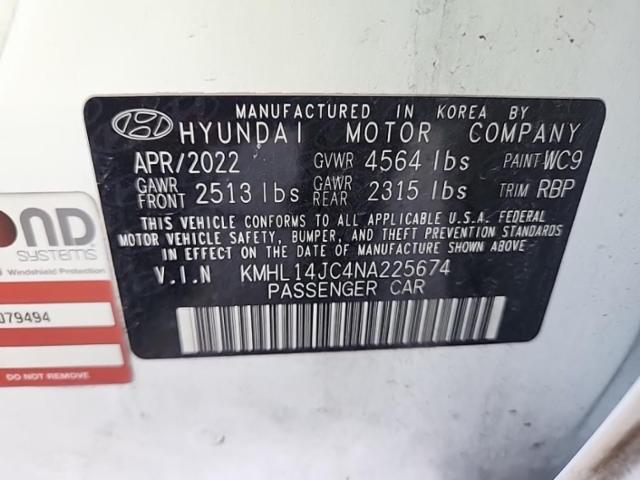 MANUFACTURED IN KOREA BY
HYUNDAI MOTOR COMPANY
APR/2022 GVWR 4564 lbs PAINT WC9
GAWR FRONT 2513 lbs GAWR REAR 2315 lbs TRIM RBP
THIS VEHICLE CONFORMS TO ALL APPLICABLE U.S.A. FEDERAL
MOTOR VEHICLE SAFETY, BUMPER, AND THEFT PREVENTION STANDARDS
IN EFFECT ON THE DATE OF MANUFACTURE SHOWN ABOVE.
V.I.N KMHL14JC4NA225674
PASSENGER CAR
OND
SYSTEMS
Windshield Protection
079494
DO NOT REMOVE